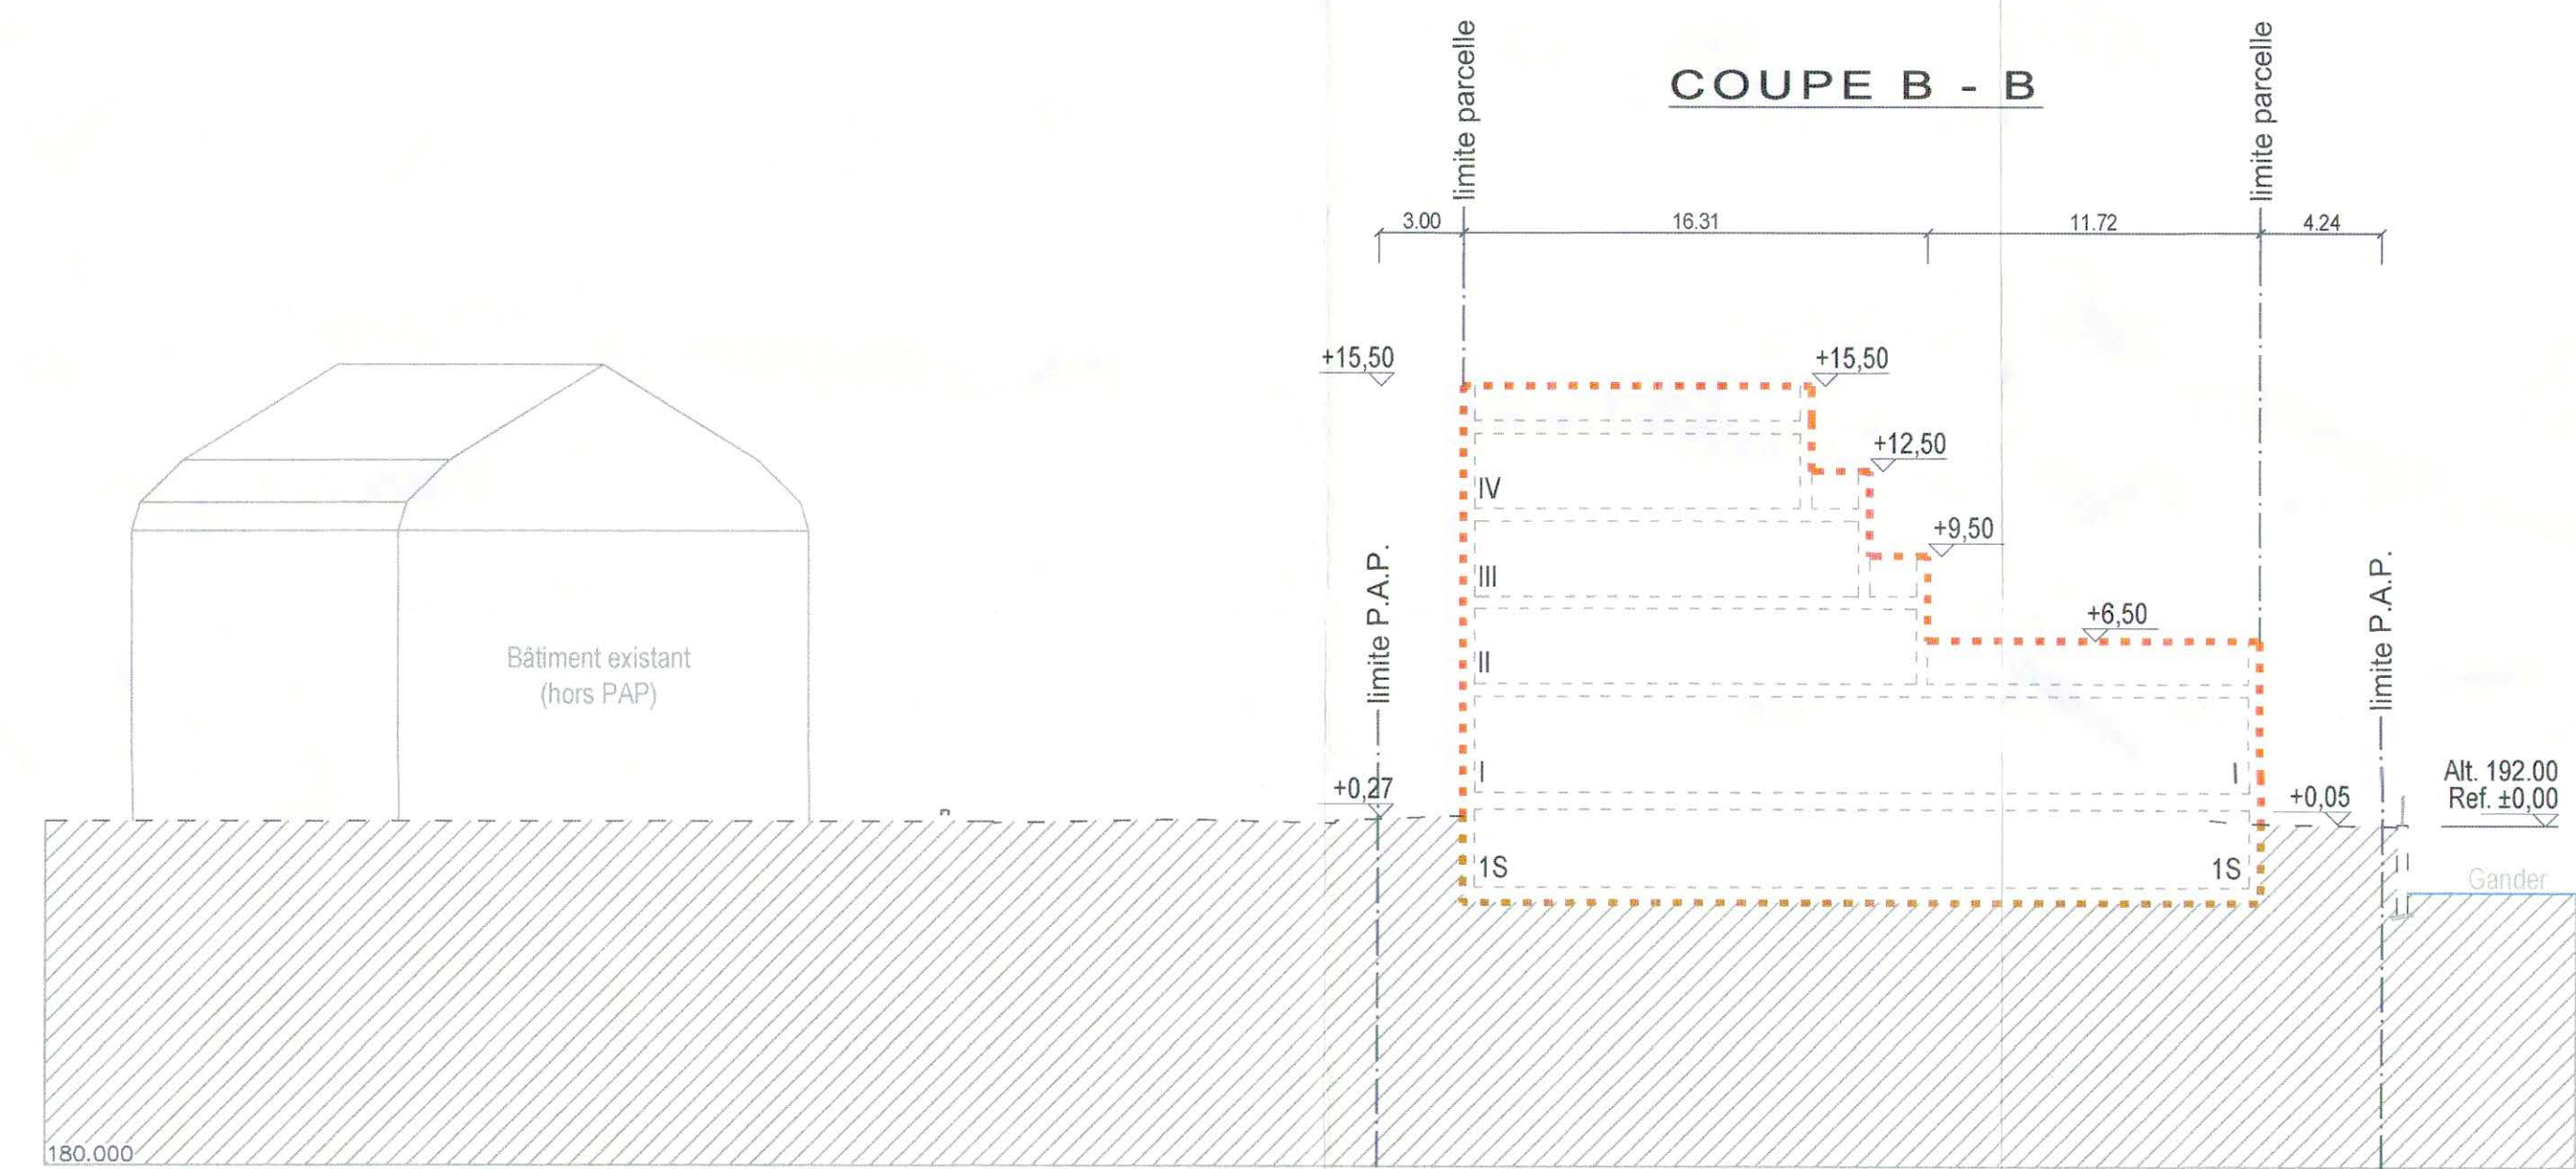 COUPE B - B
limite parcelle
limite parcelle
3.00
16.31
11.72
4.24
+15,50
+15,50
+12,50
+9,50
+6,50
limite P.A.P.
limite P.A.P.
Bâtiment existant
(hors PAP)
IV
III
II
I
I
+0,27
+0,05
Alt. 192.00
Ref. ±0,00
1S
1S
Gander
180.000